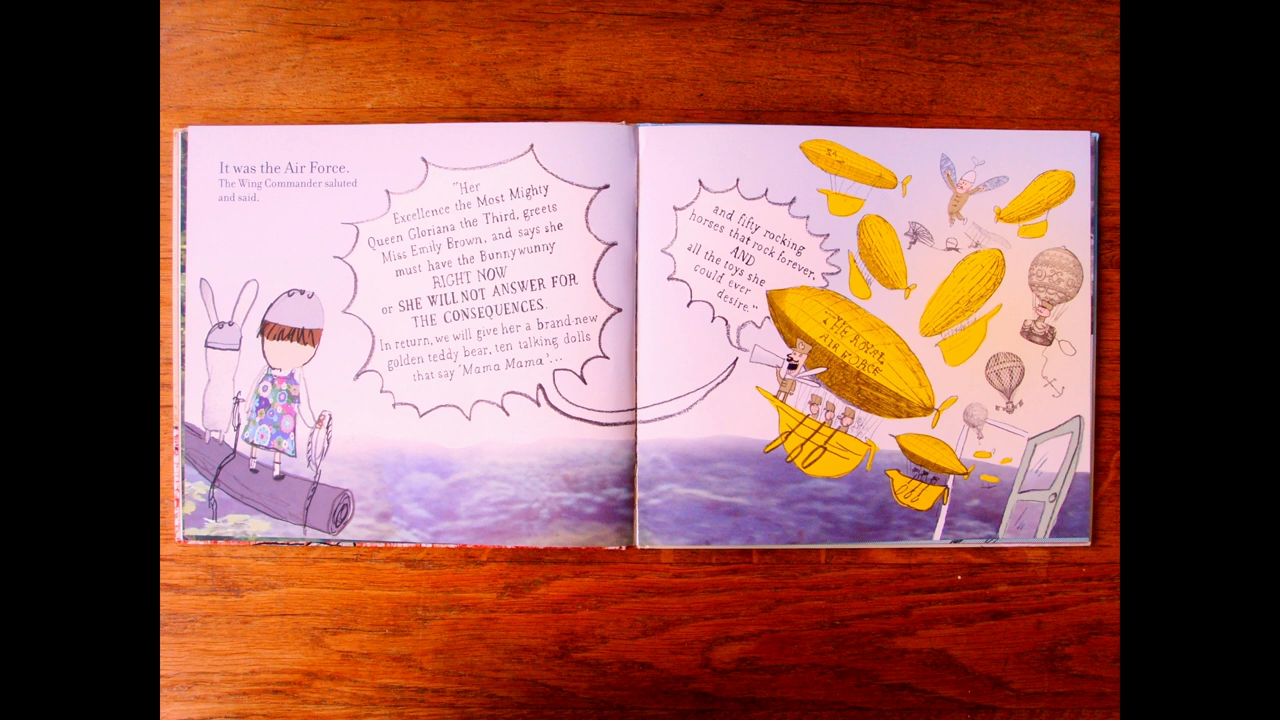 It was the Air Force.
The Wing Commander saluted
and said.
"Her
Excellence the Most Mighty
Queen Gloriana the Third, greets
Miss Emily Brown, and says she
must have the Bunnywunny
RIGHT NOW
or SHE WILL NOT ANSWER FOR
THE CONSEQUENCES.
In return, we will give her a brand-new
golden teddy bear, ten talking dolls
that say 'Mama Mama'...
and fifty rocking
horses that rock forever,
AND
all the toys she
could ever
desire."
THE ROYAL
AIR FORCE